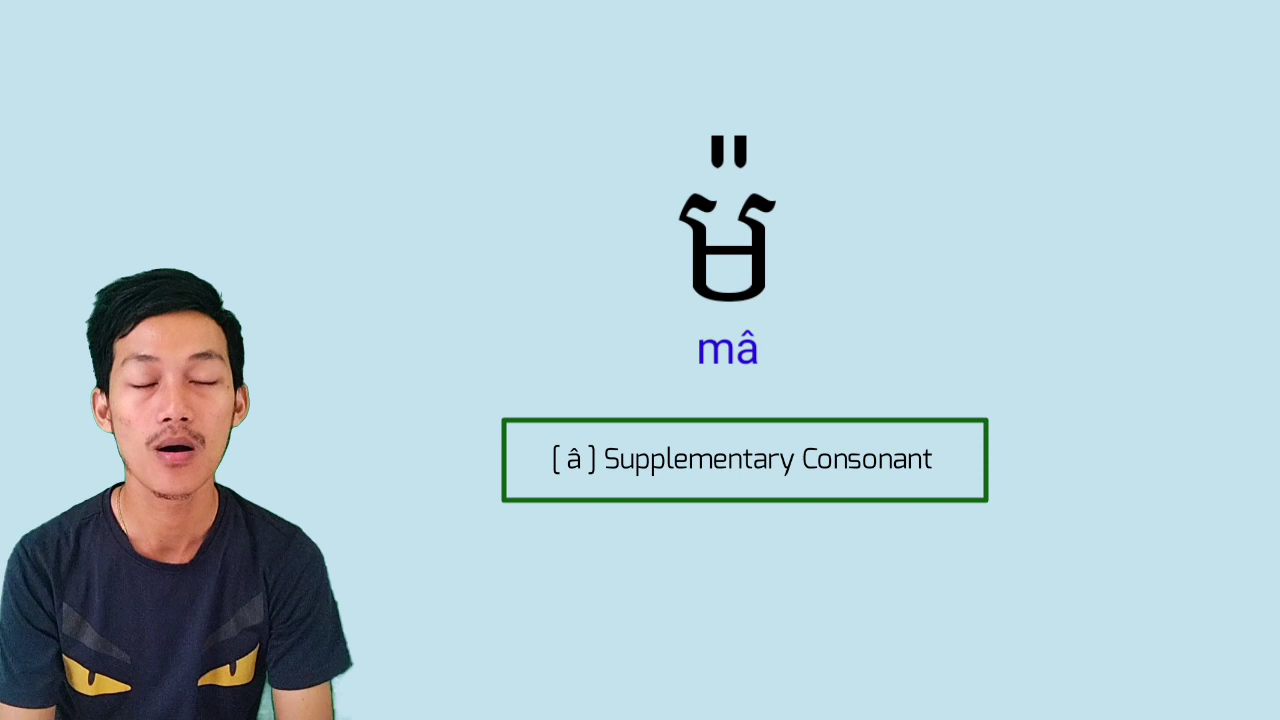 ម៉
mâ
[ â ] Supplementary Consonant